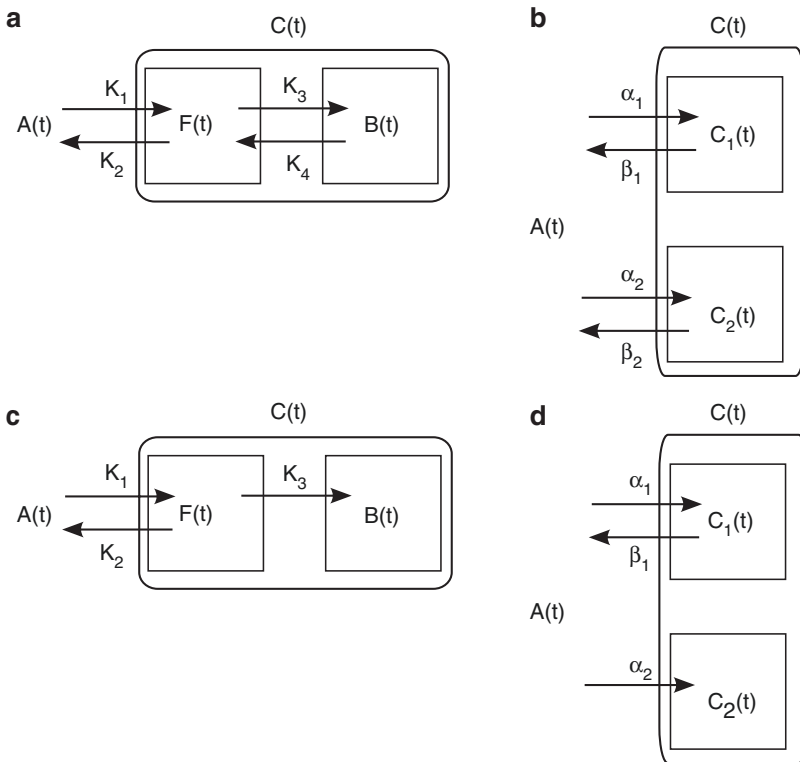 a
C(t)
A(t)
K1
K2
F(t)
K3
K4
B(t)
b
C(t)
A(t)
α1
β1
C1(t)
α2
β2
C2(t)
c
C(t)
A(t)
K1
K2
F(t)
K3
B(t)
d
C(t)
A(t)
α1
β1
C1(t)
α2
C2(t)